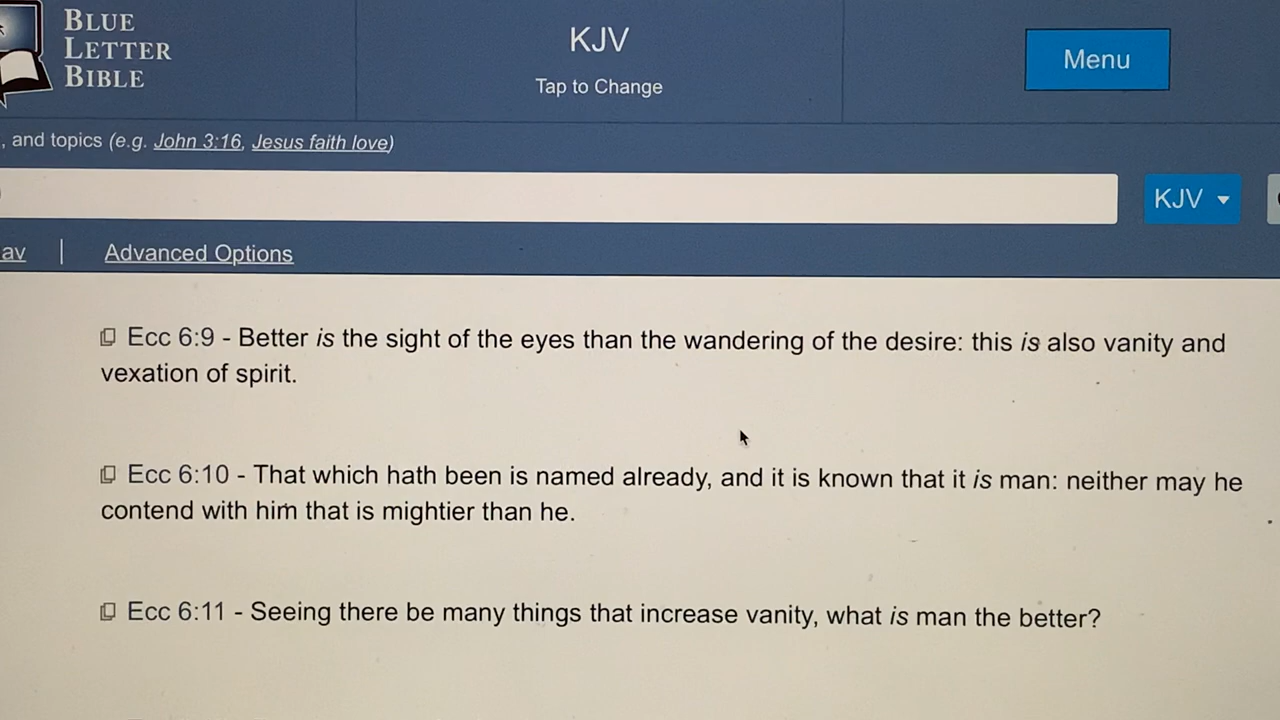 BLUE
LETTER
BIBLE
KJV
Tap to Change
Menu
, and topics (e.g. John 3:16, Jesus faith love)
KJV
av | Advanced Options
Ecc 6:9 - Better is the sight of the eyes than the wandering of the desire: this is also vanity and
vexation of spirit.
Ecc 6:10 - That which hath been is named already, and it is known that it is man: neither may he
contend with him that is mightier than he.
Ecc 6:11 - Seeing there be many things that increase vanity, what is man the better?